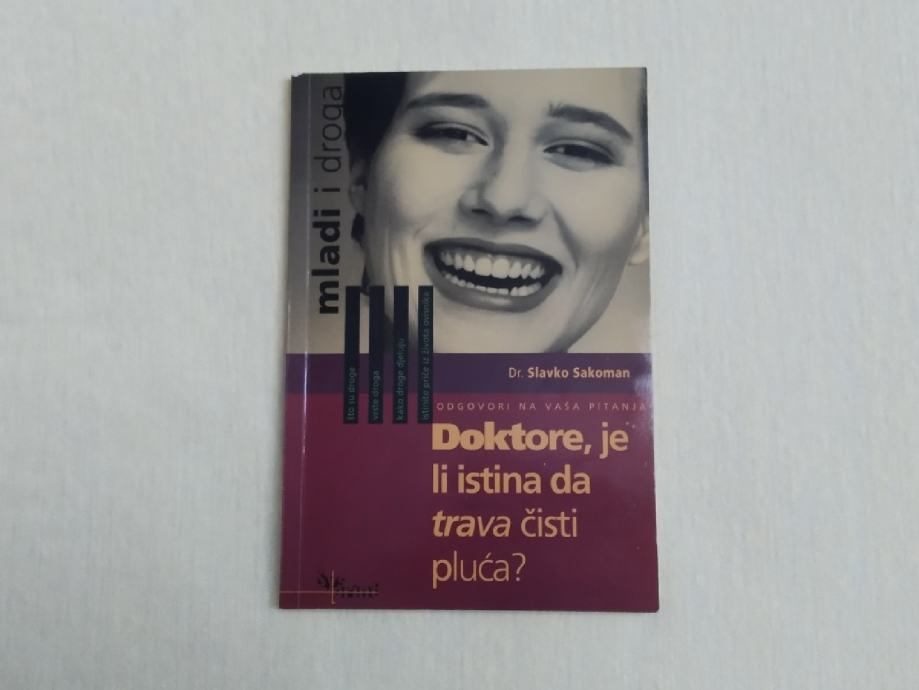 mladi i droga
što su droge
vrste droga
kako droge djeluju
istinite priče iz života ovisnika
Dr. Slavko Sakoman
ODGOVORI NA VAŠA PITANJA
Doktore, je
li istina da
trava čisti
pluća?